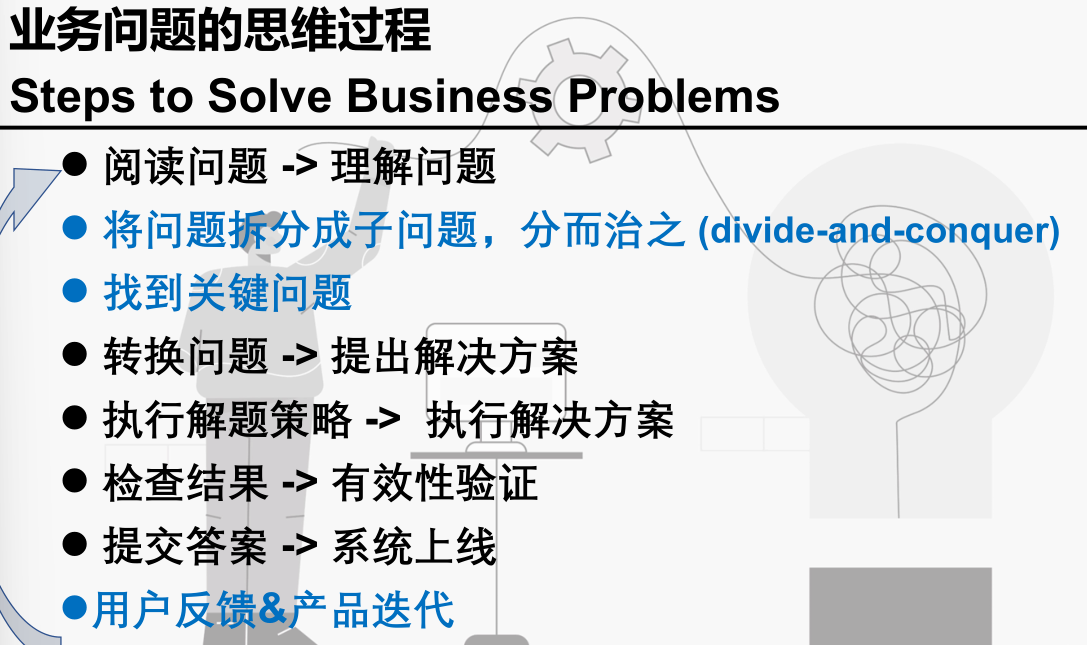 业务问题的思维过程
Steps to Solve Business Problems
● 阅读问题 -> 理解问题
● 将问题拆分成子问题，分而治之 (divide-and-conquer)
● 找到关键问题
● 转换问题 -> 提出解决方案
● 执行解题策略 -> 执行解决方案
● 检查结果 -> 有效性验证
● 提交答案 -> 系统上线
●用户反馈&产品迭代